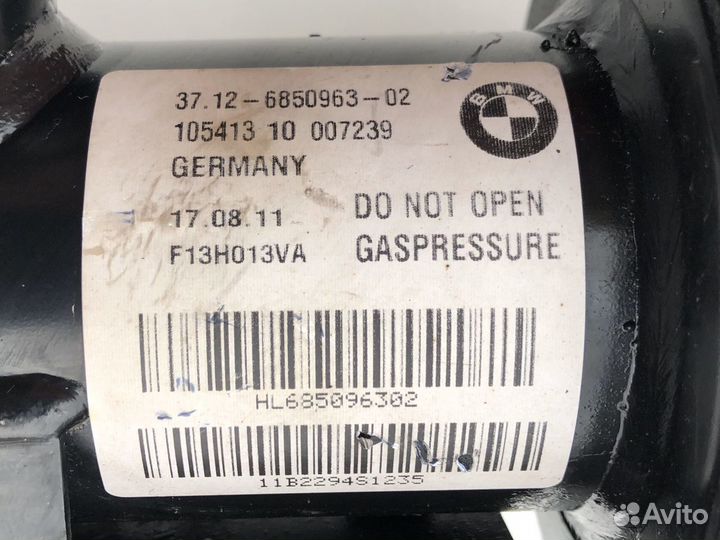 37.12-6850963-02
105413 10 007239
GERMANY
BMW
17.08.11 DO NOT OPEN
F13H013VA GASPRESSURE
HL685096302
11B2294S1235
Avito